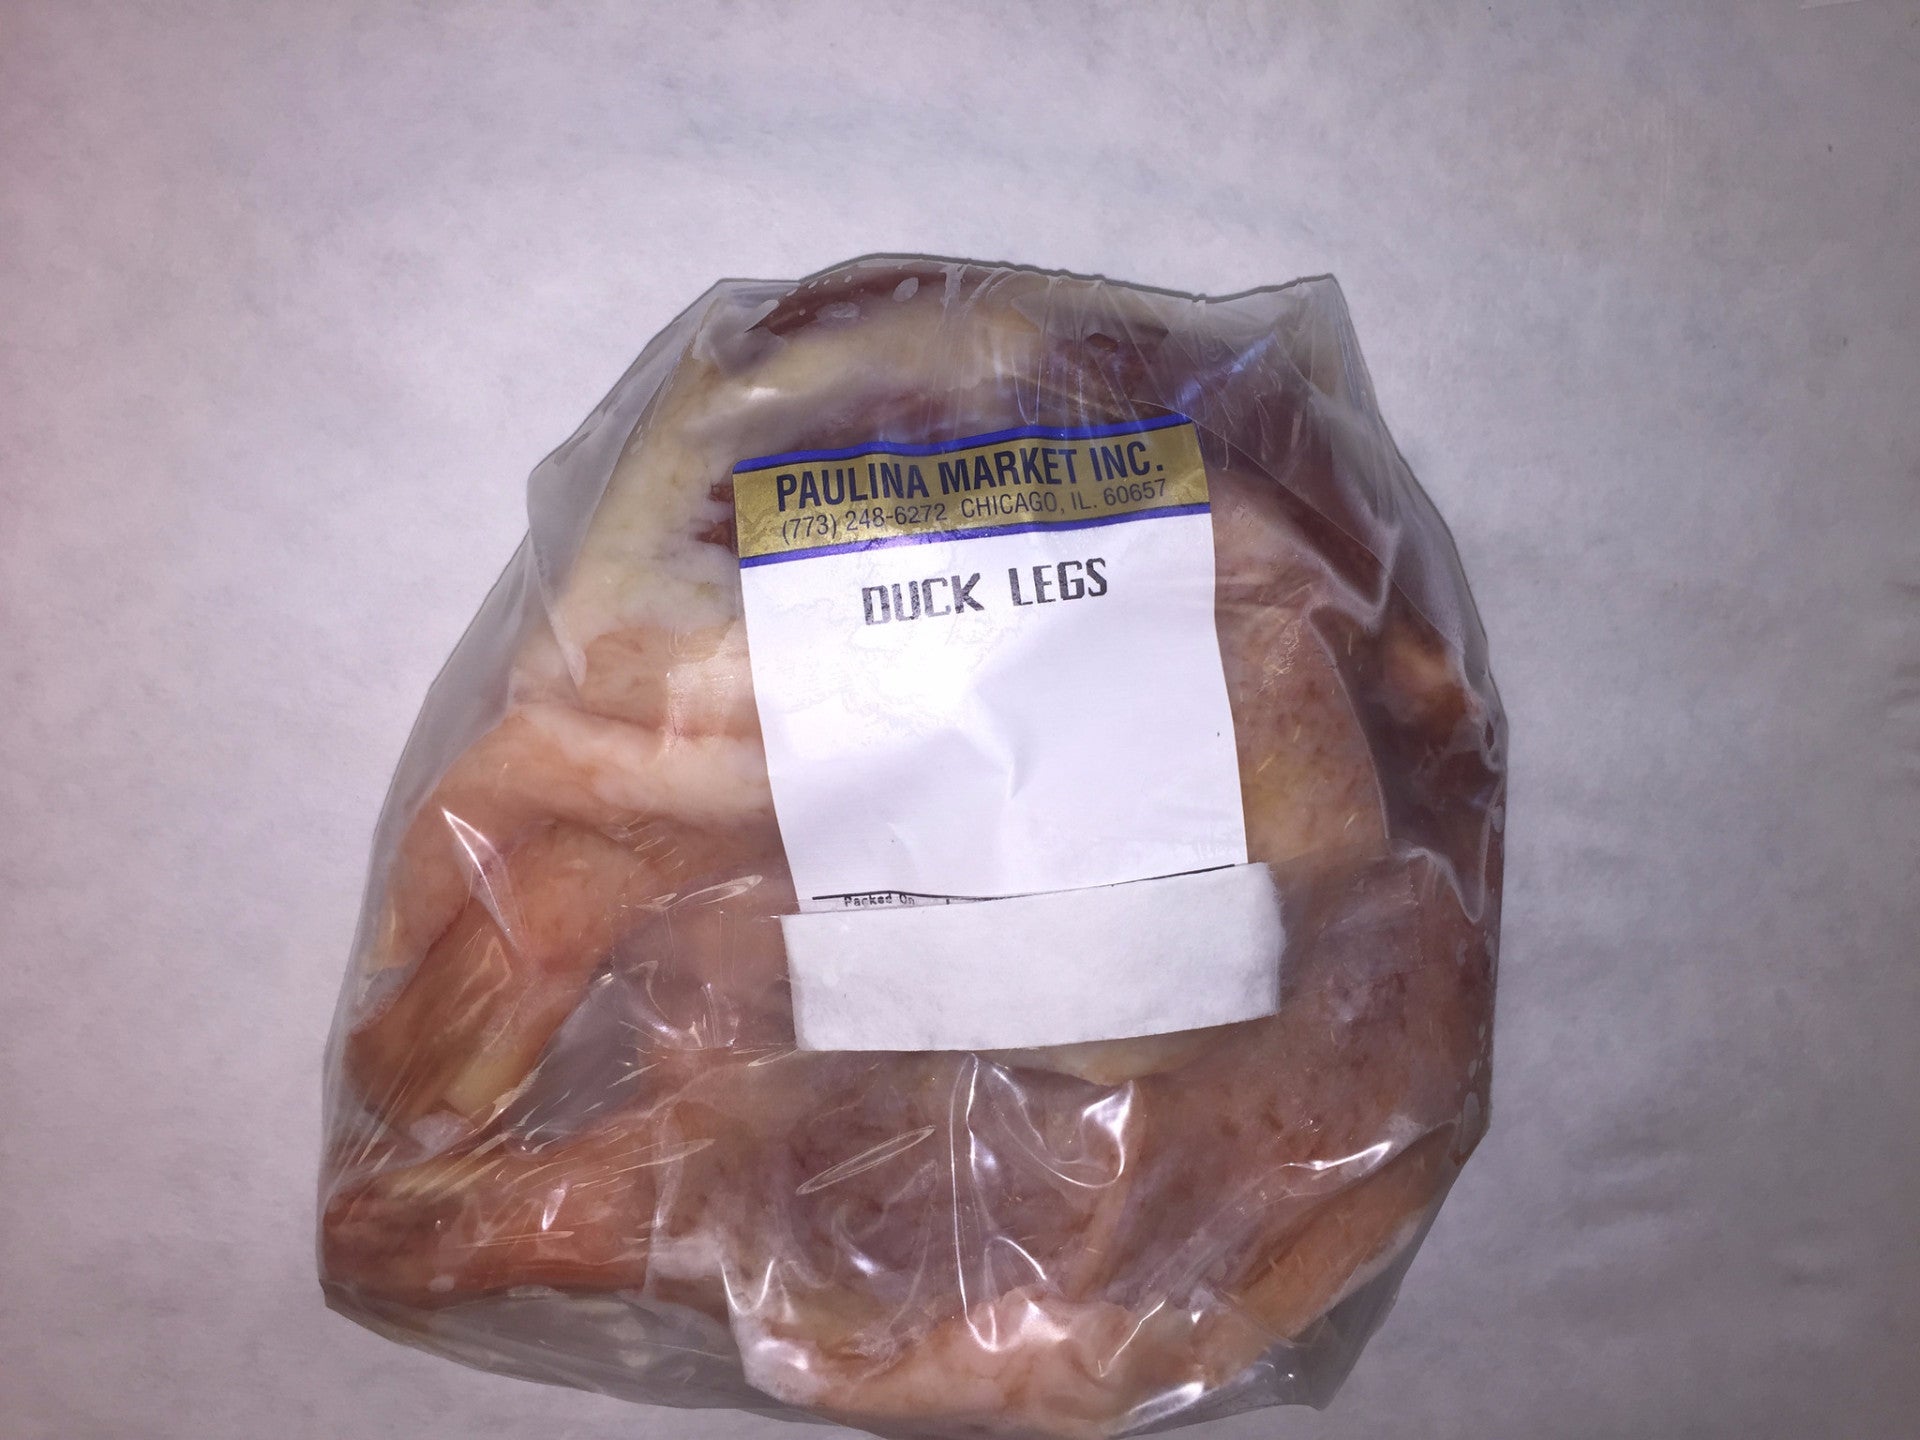 PAULINA MARKET INC.
(773) 248-6272 CHICAGO, IL. 60657
DUCK LEGS
Packed On